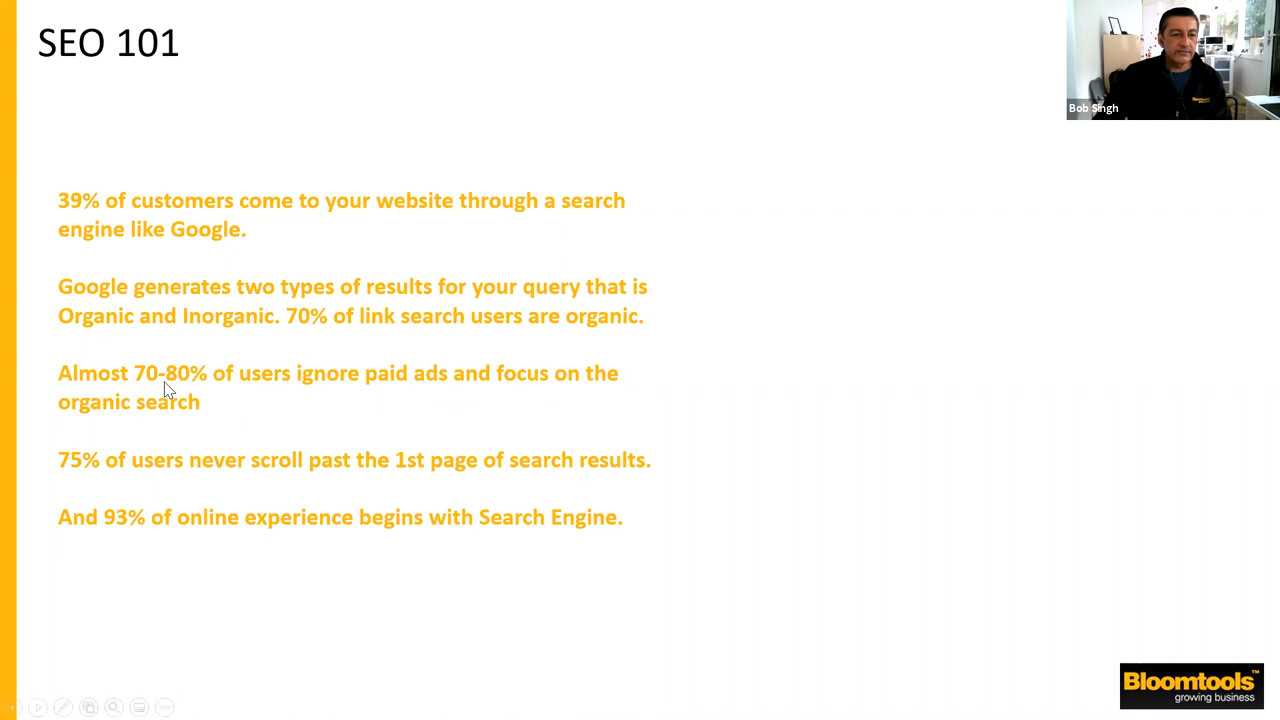 SEO 101
Bob Singh
39% of customers come to your website through a search
engine like Google.
Google generates two types of results for your query that is
Organic and Inorganic. 70% of link search users are organic.
Almost 70-80% of users ignore paid ads and focus on the
organic search
75% of users never scroll past the 1st page of search results.
And 93% of online experience begins with Search Engine.
Bloomtools™
growing business